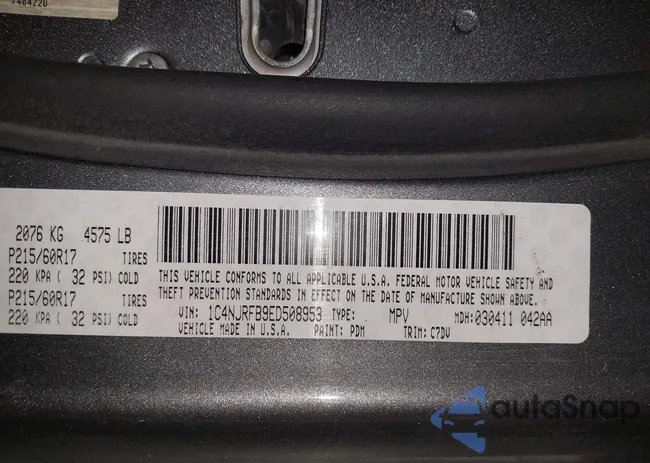 7404220
2076 KG 4575 LB
P215/60R17 TIRES
220 KPA ( 32 PSI) COLD
P215/60R17 TIRES
220 KPA ( 32 PSI) COLD
THIS VEHICLE CONFORMS TO ALL APPLICABLE U.S.A. FEDERAL MOTOR VEHICLE SAFETY AND
THEFT PREVENTION STANDARDS IN EFFECT ON THE DATE OF MANUFACTURE SHOWN ABOVE.
VIN: 1C4NJRFB9ED508953 TYPE: MPV MDH: 030411 042AA
VEHICLE MADE IN U.S.A. PAINT: PDM TRIM: C7DV
autaSnap